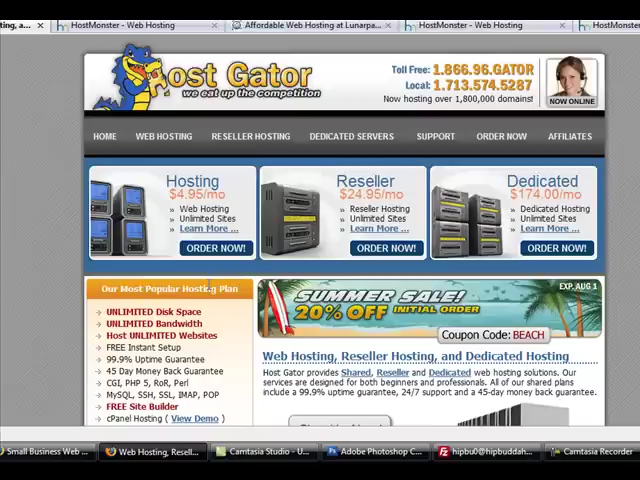 HostMonster - Web Hosting
Affordable Web Hosting at Lunarpa...
HostMonster - Web Hosting
HostMonster
Host Gator
we eat up the competition
Toll Free: 1.866.96.GATOR
Local: 1.713.574.5287
Now hosting over 1,800,000 domains!
NOW ONLINE
HOME WEB HOSTING RESELLER HOSTING DEDICATED SERVERS SUPPORT ORDER NOW AFFILIATES
Hosting
$4.95/mo
» Web Hosting
» Unlimited Sites
» Learn More ...
ORDER NOW!
Reseller
$24.95/mo
» Reseller Hosting
» Unlimited Sites
» Learn More ...
ORDER NOW!
Dedicated
$174.00/mo
» Dedicated Hosting
» Unlimited Sites
» Learn More ...
ORDER NOW!
Our Most Popular Hosting Plan
UNLIMITED Disk Space
UNLIMITED Bandwidth
Host UNLIMITED Websites
FREE Instant Setup
99.9% Uptime Guarantee
45 Day Money Back Guarantee
CGI, PHP 5, RoR, Perl
MySQL, SSH, SSL, IMAP, POP
FREE Site Builder
cPanel Hosting ( View Demo )
EXP. AUG 1
SUMMER SALE!
20% OFF INITIAL ORDER
Coupon Code: BEACH
Web Hosting, Reseller Hosting, and Dedicated Hosting
Host Gator provides Shared, Reseller and Dedicated web hosting solutions. Our
services are designed for both beginners and professionals. All of our shared plans
include a 99.9% uptime guarantee, 24/7 support and a 45-day money back guarantee.
Small Business Web ...
Web Hosting, Resell...
Camtasia Studio - U...
Adobe Photoshop C...
hipbu0@hipbuddah...
Camtasia Recorder